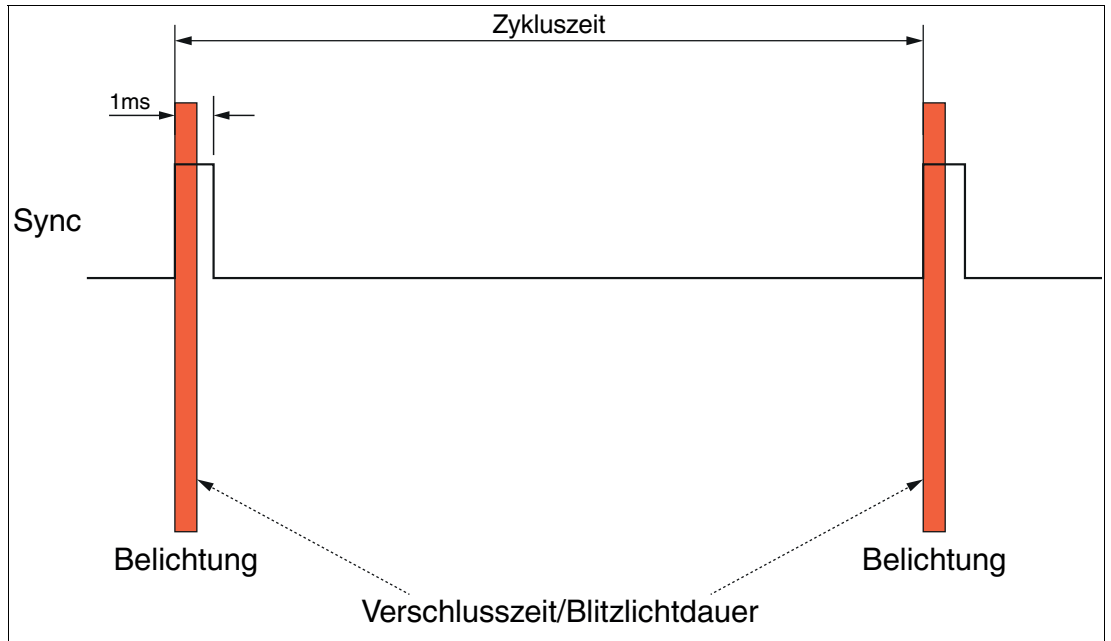 Zykluszeit
1ms
Sync
Belichtung
Belichtung
Verschlusszeit/Blitzlichtdauer